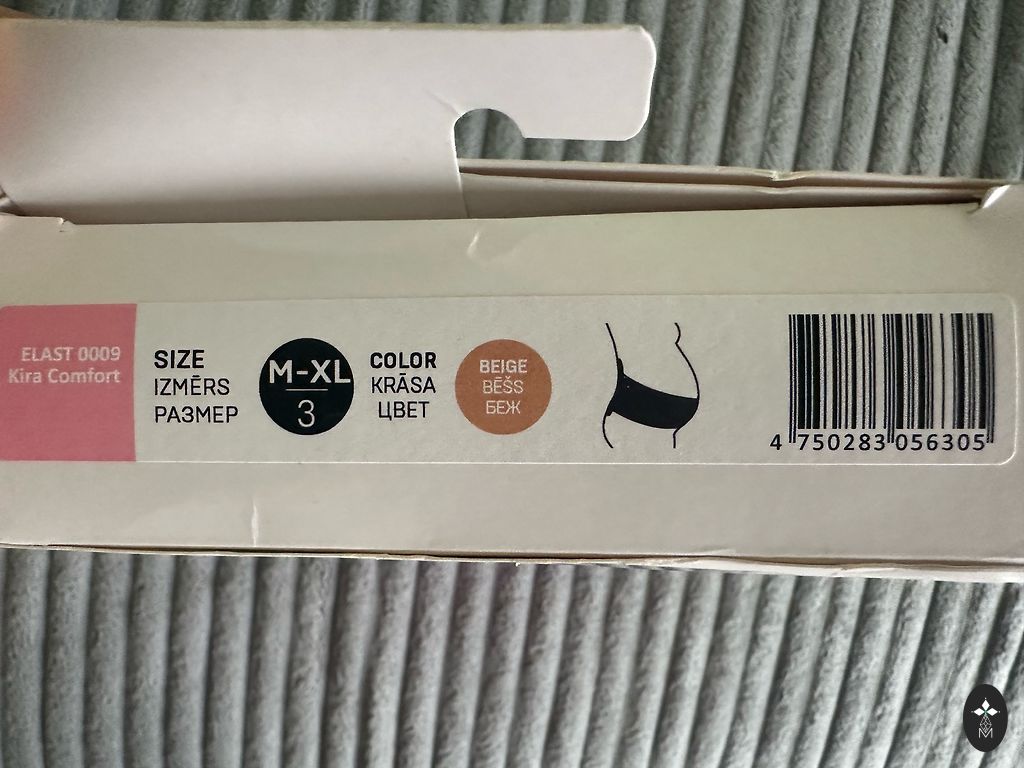 ELAST 0009
Kira Comfort
SIZE
IZMĒRS
РАЗМЕР
M-XL
3
COLOR
KRĀSA
ЦВЕТ
BEIGE
BĒŠS
БЕЖ
4 750283 056305
M